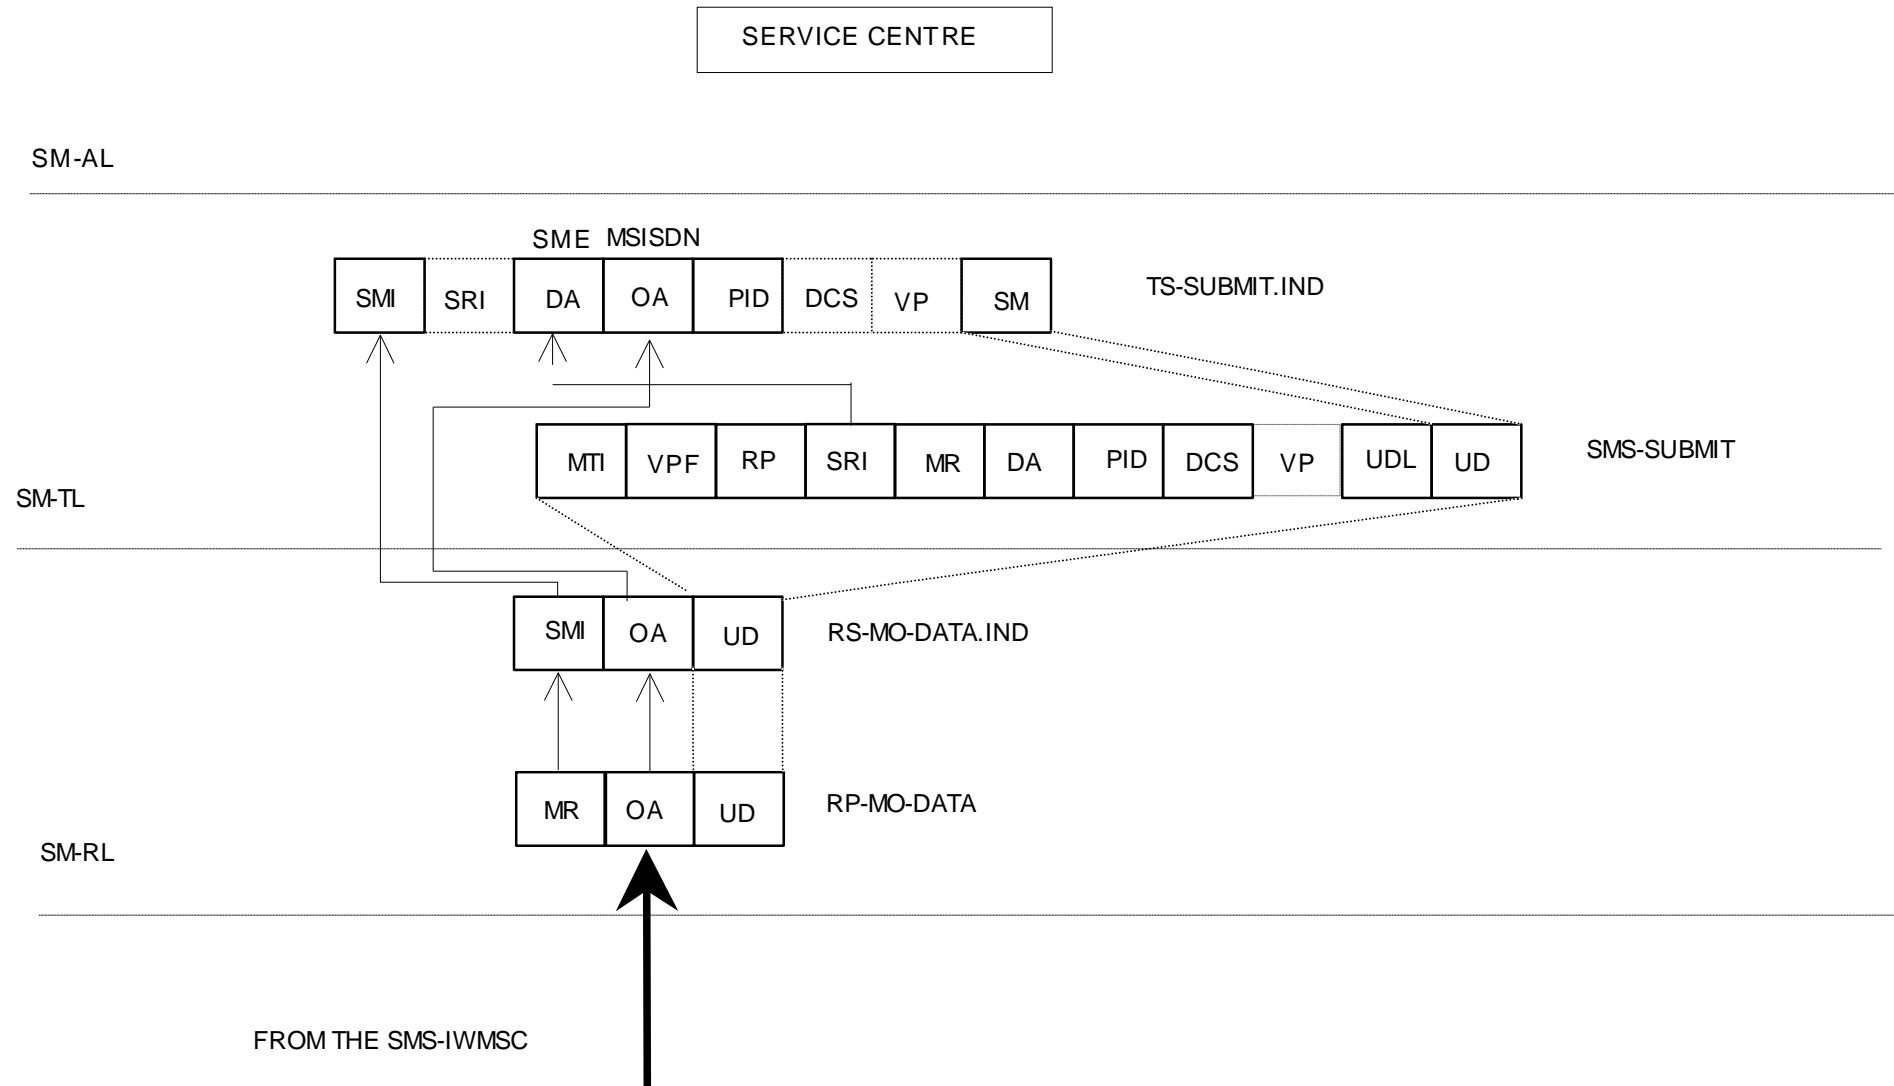 SERVICE CENTRE
SM-AL
SME MSISDN
SMI SRI DA OA PID DCS VP SM TS-SUBMIT.IND
MTI VPF RP SRI MR DA PID DCS VP UDL UD SMS-SUBMIT
SM-TL
SMI OA UD RS-MO-DATA.IND
MR OA UD RP-MO-DATA
SM-RL
FROM THE SMS-IWMSC